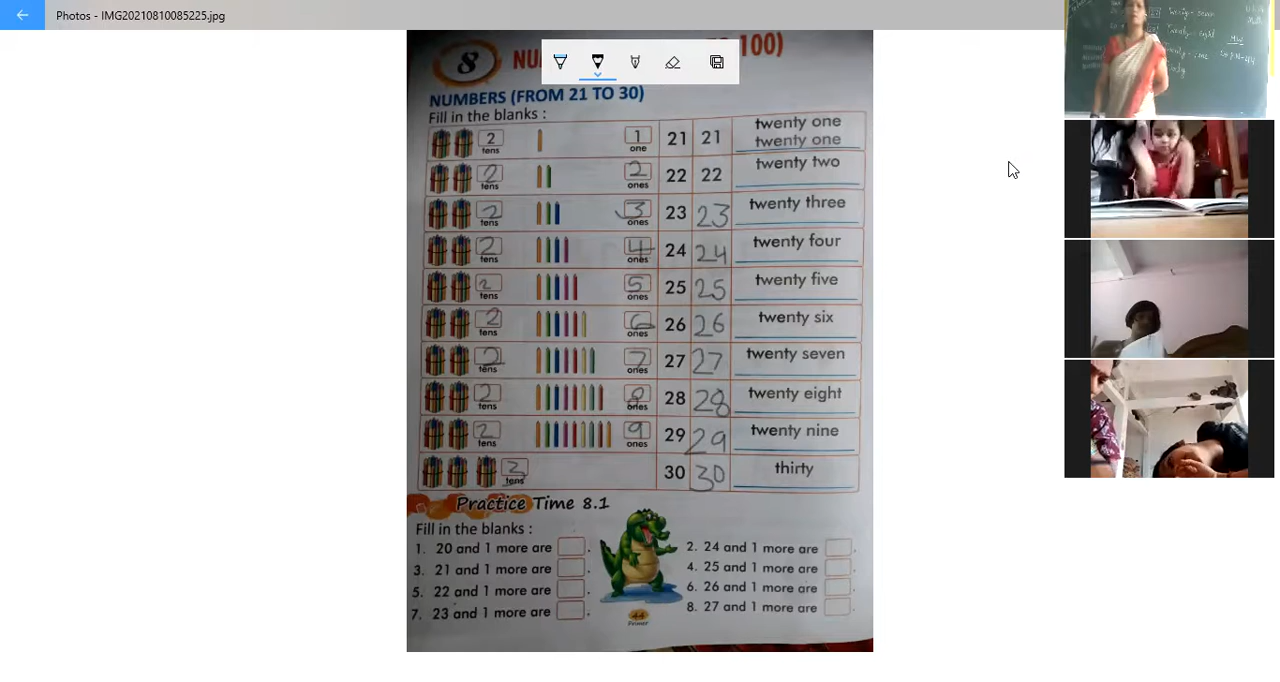 Photos - IMG20210810085225.jpg
8 NU 100)
NUMBERS (FROM 21 TO 30)
Fill in the blanks :
2 tens 1 one 21 21 twenty one
twenty one
2 tens 2 ones 22 22 twenty two
2 tens 3 ones 23 23 twenty three
2 tens 4 ones 24 24 twenty four
2 tens 5 ones 25 25 twenty five
2 tens 6 ones 26 26 twenty six
2 tens 7 ones 27 27 twenty seven
2 tens 8 ones 28 28 twenty eight
2 tens 9 ones 29 29 twenty nine
3 tens 30 30 thirty
Practice Time 8.1
Fill in the blanks :
1. 20 and 1 more are .
2. 24 and 1 more are .
3. 21 and 1 more are .
4. 25 and 1 more are .
5. 22 and 1 more are .
6. 26 and 1 more are .
7. 23 and 1 more are .
8. 27 and 1 more are .
44
Primer